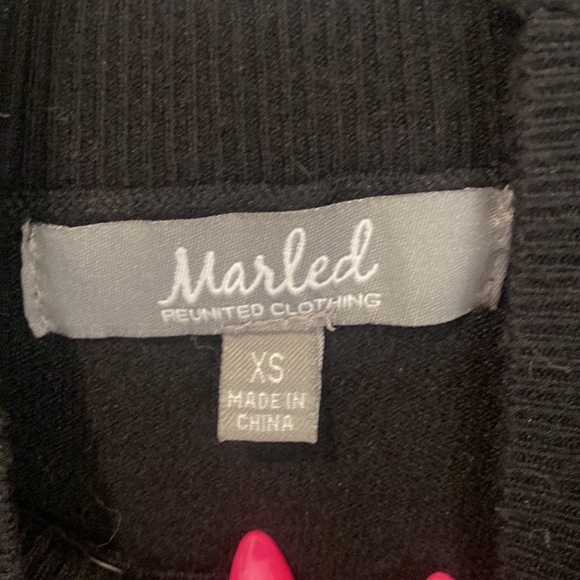 Marled
REUNITED CLOTHING
XS
MADE IN
CHINA